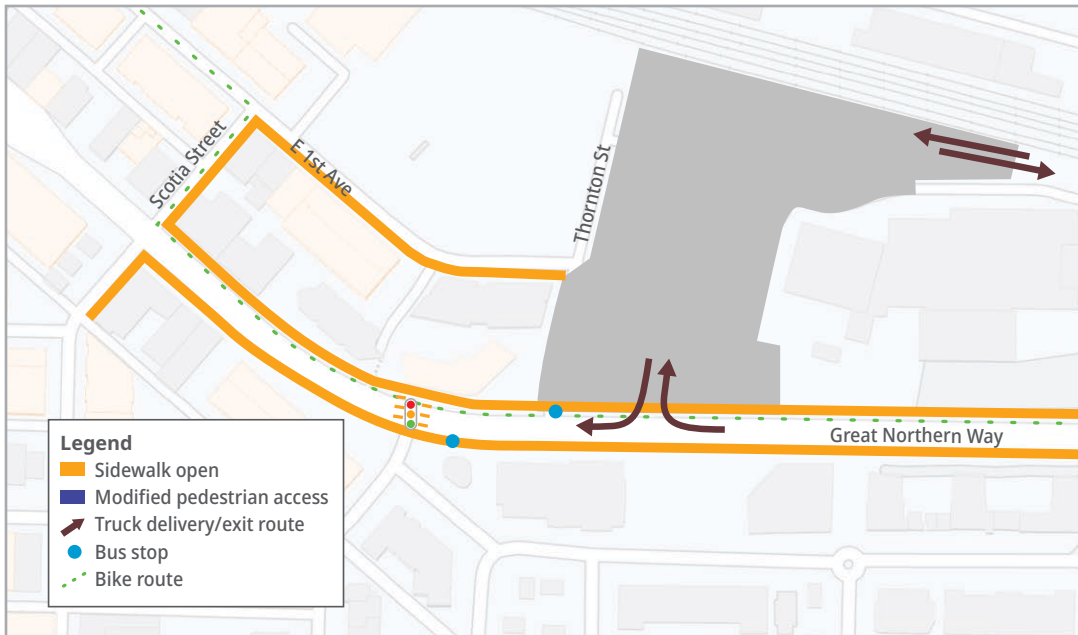 Scotia Street
E 1st Ave
Thornton St
Great Northern Way
Legend
Sidewalk open
Modified pedestrian access
Truck delivery/exit route
Bus stop
Bike route